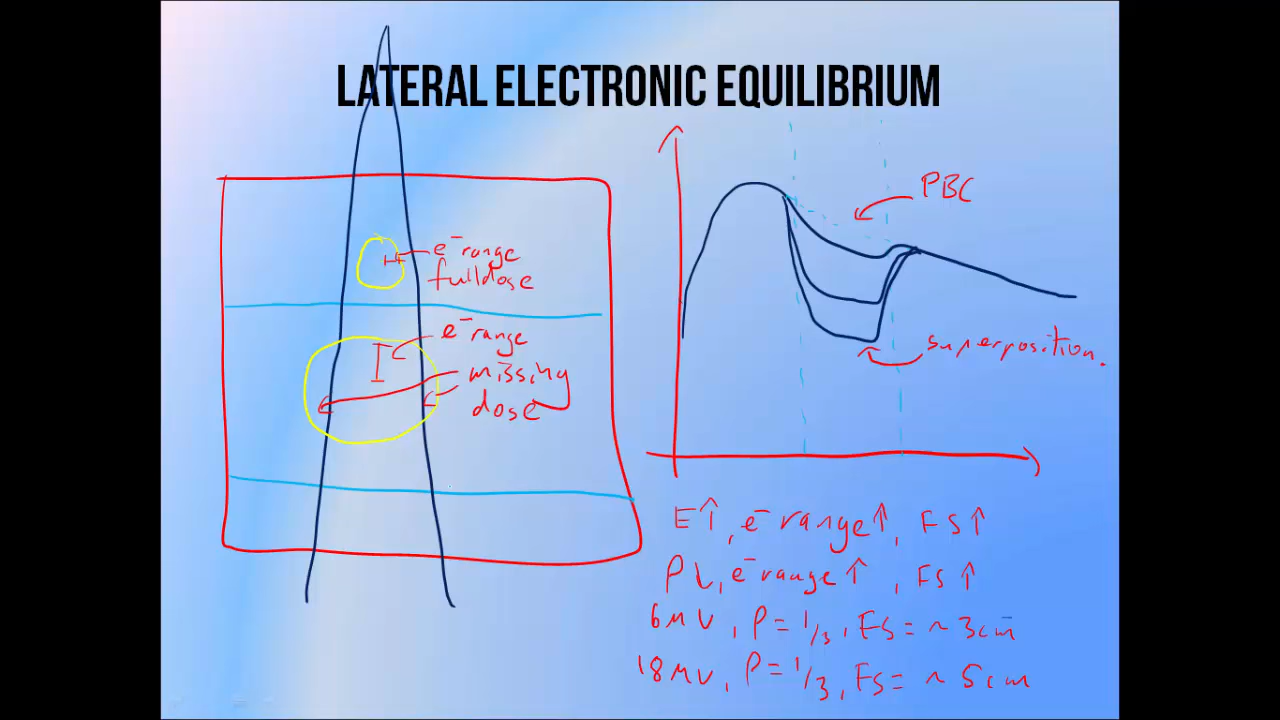 LATERAL ELECTRONIC EQUILIBRIUM
e⁻ range
full dose
e⁻ range
missing
dose
PBC
superposition.
E↑, e⁻ range↑, FS↑
ρ↓, e⁻ range↑, FS↑
6MV, ρ=1/3, FS=~3cm
18MV, ρ=1/3, FS=~5cm